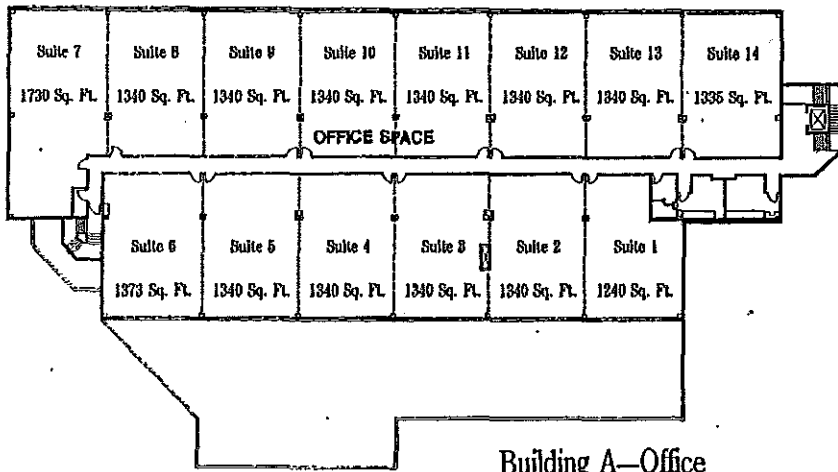 Suite 7 Suite 8 Suite 9 Suite 10 Suite 11 Suite 12 Suite 13 Suite 14
1730 Sq. Ft. 1340 Sq. Ft. 1340 Sq. Ft. 1340 Sq. Ft. 1340 Sq. Ft. 1340 Sq. Ft. 1340 Sq. Ft. 1335 Sq. Ft.
OFFICE SPACE
Suite 6 Suite 5 Suite 4 Suite 3 Suite 2 Suite 1
1373 Sq. Ft. 1340 Sq. Ft. 1340 Sq. Ft. 1340 Sq. Ft. 1340 Sq. Ft. 1240 Sq. Ft.
Building A—Office